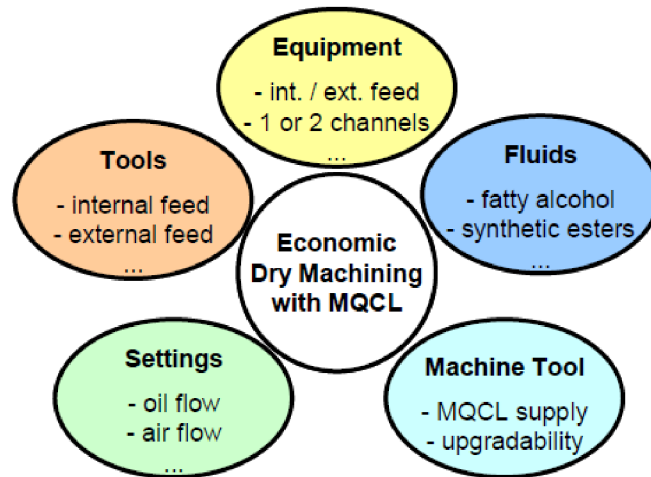 Equipment
- int. / ext. feed
- 1 or 2 channels
...
Tools
- internal feed
- external feed
...
Fluids
- fatty alcohol
- synthetic esters
...
Economic
Dry Machining
with MQCL
Settings
- oil flow
- air flow
...
Machine Tool
- MQCL supply
- upgradability